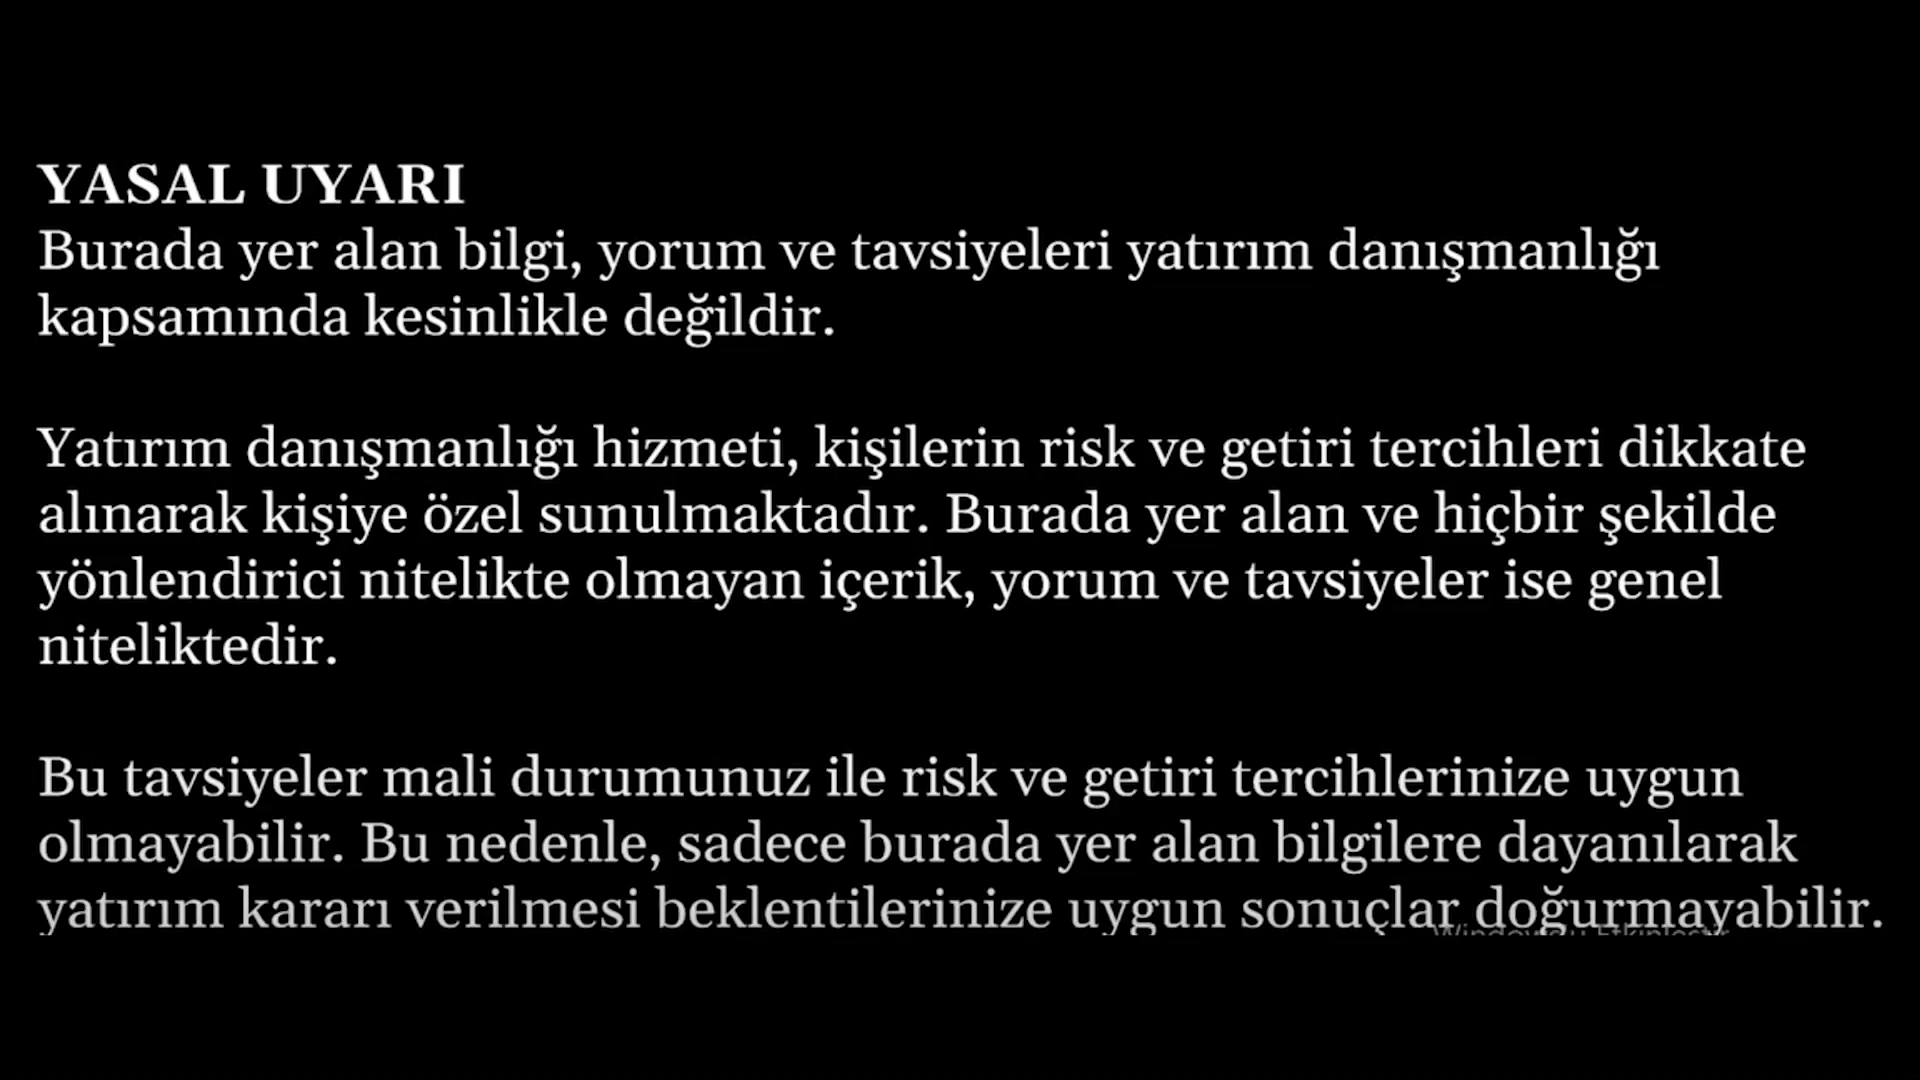 YASAL UYARI
Burada yer alan bilgi, yorum ve tavsiyeleri yatırım danışmanlığı
kapsamında kesinlikle değildir.
Yatırım danışmanlığı hizmeti, kişilerin risk ve getiri tercihleri dikkate
alınarak kişiye özel sunulmaktadır. Burada yer alan ve hiçbir şekilde
yönlendirici nitelikte olmayan içerik, yorum ve tavsiyeler ise genel
niteliktedir.
Bu tavsiyeler mali durumunuz ile risk ve getiri tercihlerinize uygun
olmayabilir. Bu nedenle, sadece burada yer alan bilgilere dayanılarak
yatırım kararı verilmesi beklentilerinize uygun sonuçlar doğurmayabilir.